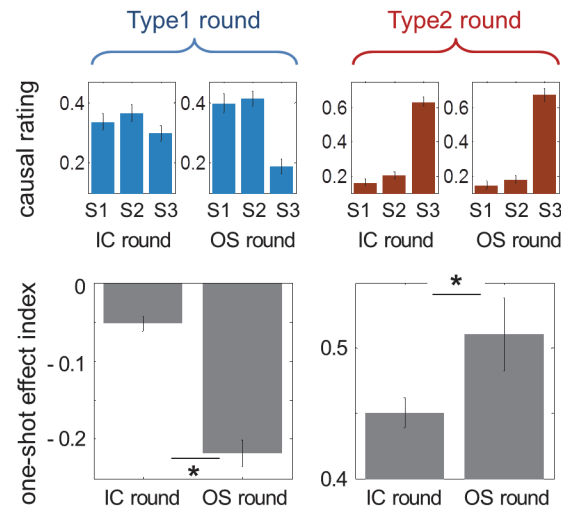 Type1 round
Type2 round
causal rating
0.4
0.2
0.4
0.2
0.6
0.4
0.2
0.6
0.4
0.2
S1 S2 S3
S1 S2 S3
S1 S2 S3
S1 S2 S3
IC round
OS round
IC round
OS round
one-shot effect index
0
- 0.1
- 0.2
*
IC round
OS round
0.5
0.4
*
IC round
OS round